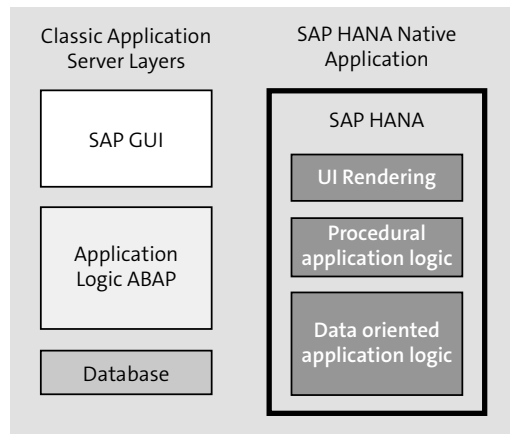 Classic Application
Server Layers
SAP GUI
Application
Logic ABAP
Database
SAP HANA Native
Application
SAP HANA
UI Rendering
Procedural
application logic
Data oriented
application logic